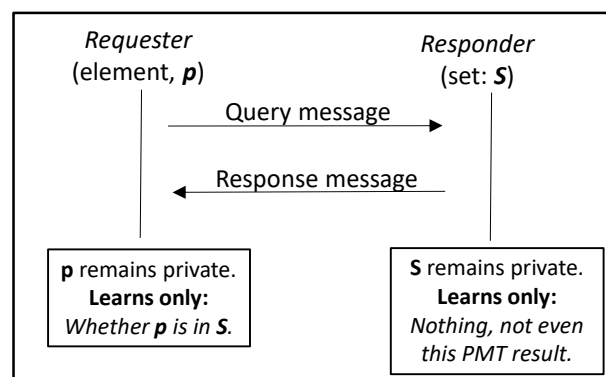 Requester
(element, p)
Responder
(set: S)
Query message
Response message
p remains private.
Learns only:
Whether p is in S.
S remains private.
Learns only:
Nothing, not even
this PMT result.